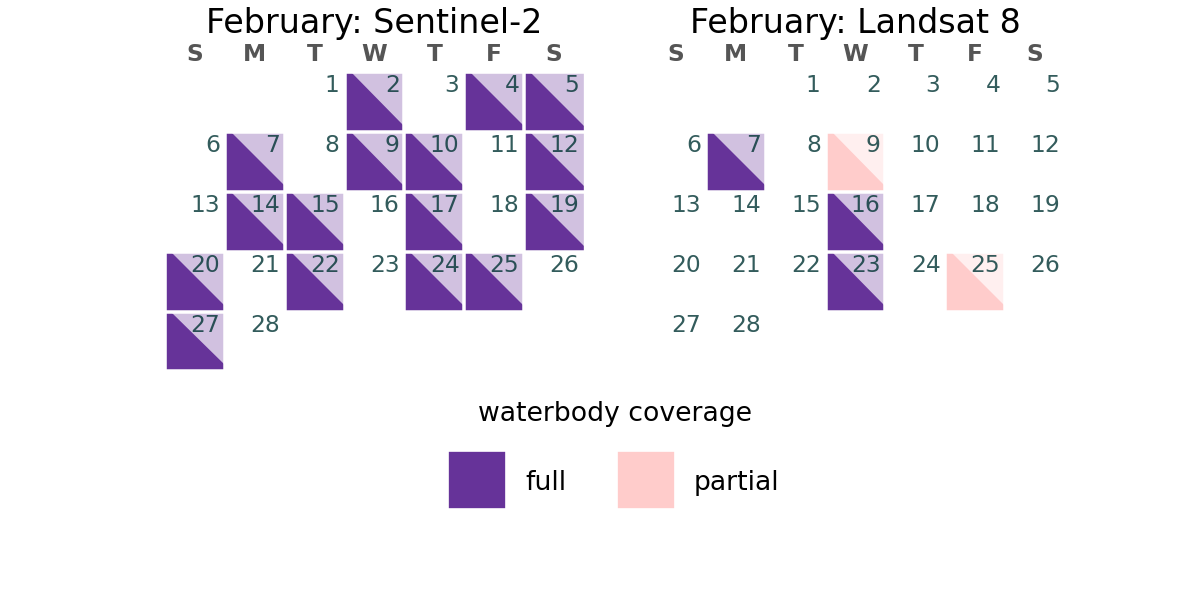 February: Sentinel-2
S M T W T F S
1 2 3 4 5
6 7 8 9 10 11 12
13 14 15 16 17 18 19
20 21 22 23 24 25 26
27 28
February: Landsat 8
S M T W T F S
1 2 3 4 5
6 7 8 9 10 11 12
13 14 15 16 17 18 19
20 21 22 23 24 25 26
27 28
waterbody coverage
full partial